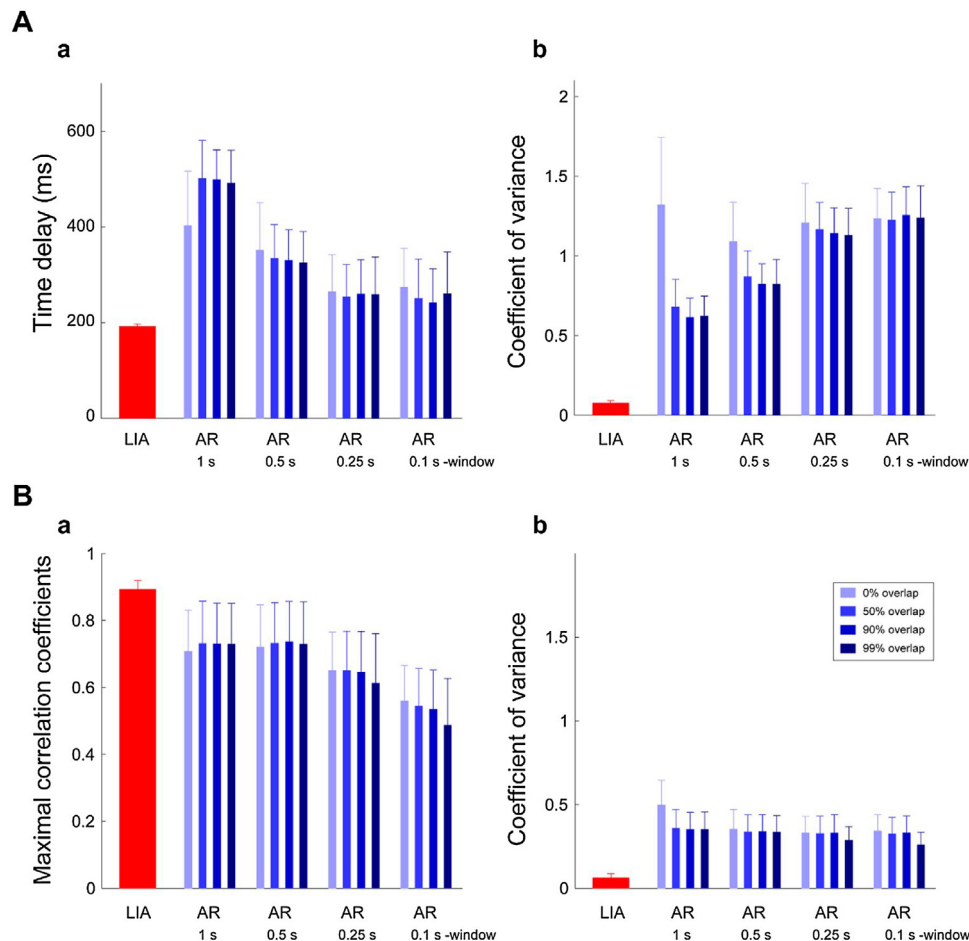 A
a
b
Time delay (ms)
600
400
200
0
LIA
AR
AR
AR
AR
1 s
0.5 s
0.25 s
0.1 s -window
Coefficient of variance
2
1.5
1
0.5
0
LIA
AR
AR
AR
AR
1 s
0.5 s
0.25 s
0.1 s -window
B
a
b
Maximal correlation coefficients
1
0.8
0.6
0.4
0.2
0
LIA
AR
AR
AR
AR
1 s
0.5 s
0.25 s
0.1 s -window
Coefficient of variance
1.5
1
0.5
0
0% overlap
50% overlap
90% overlap
99% overlap
LIA
AR
AR
AR
AR
1 s
0.5 s
0.25 s
0.1 s -window